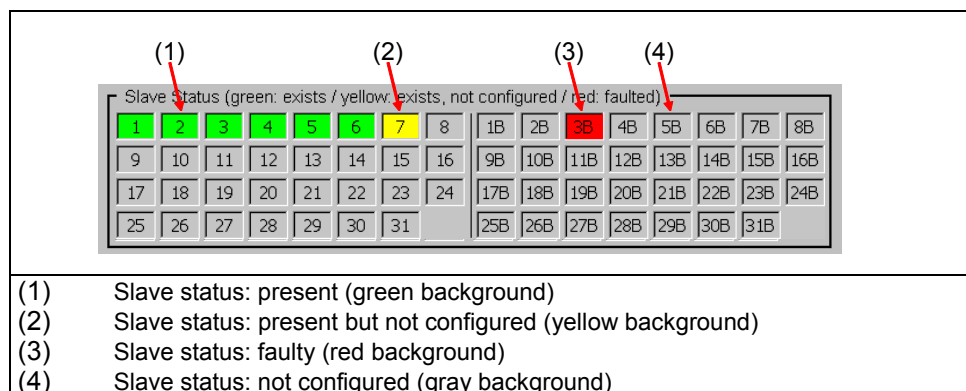 (1) (2) (3) (4)
Slave Status (green: exists / yellow: exists, not configured / red: faulted)
1 2 3 4 5 6 7 8 1B 2B 3B 4B 5B 6B 7B 8B
9 10 11 12 13 14 15 16 9B 10B 11B 12B 13B 14B 15B 16B
17 18 19 20 21 22 23 24 17B 18B 19B 20B 21B 22B 23B 24B
25 26 27 28 29 30 31 25B 26B 27B 28B 29B 30B 31B
(1) Slave status: present (green background)
(2) Slave status: present but not configured (yellow background)
(3) Slave status: faulty (red background)
(4) Slave status: not configured (gray background)